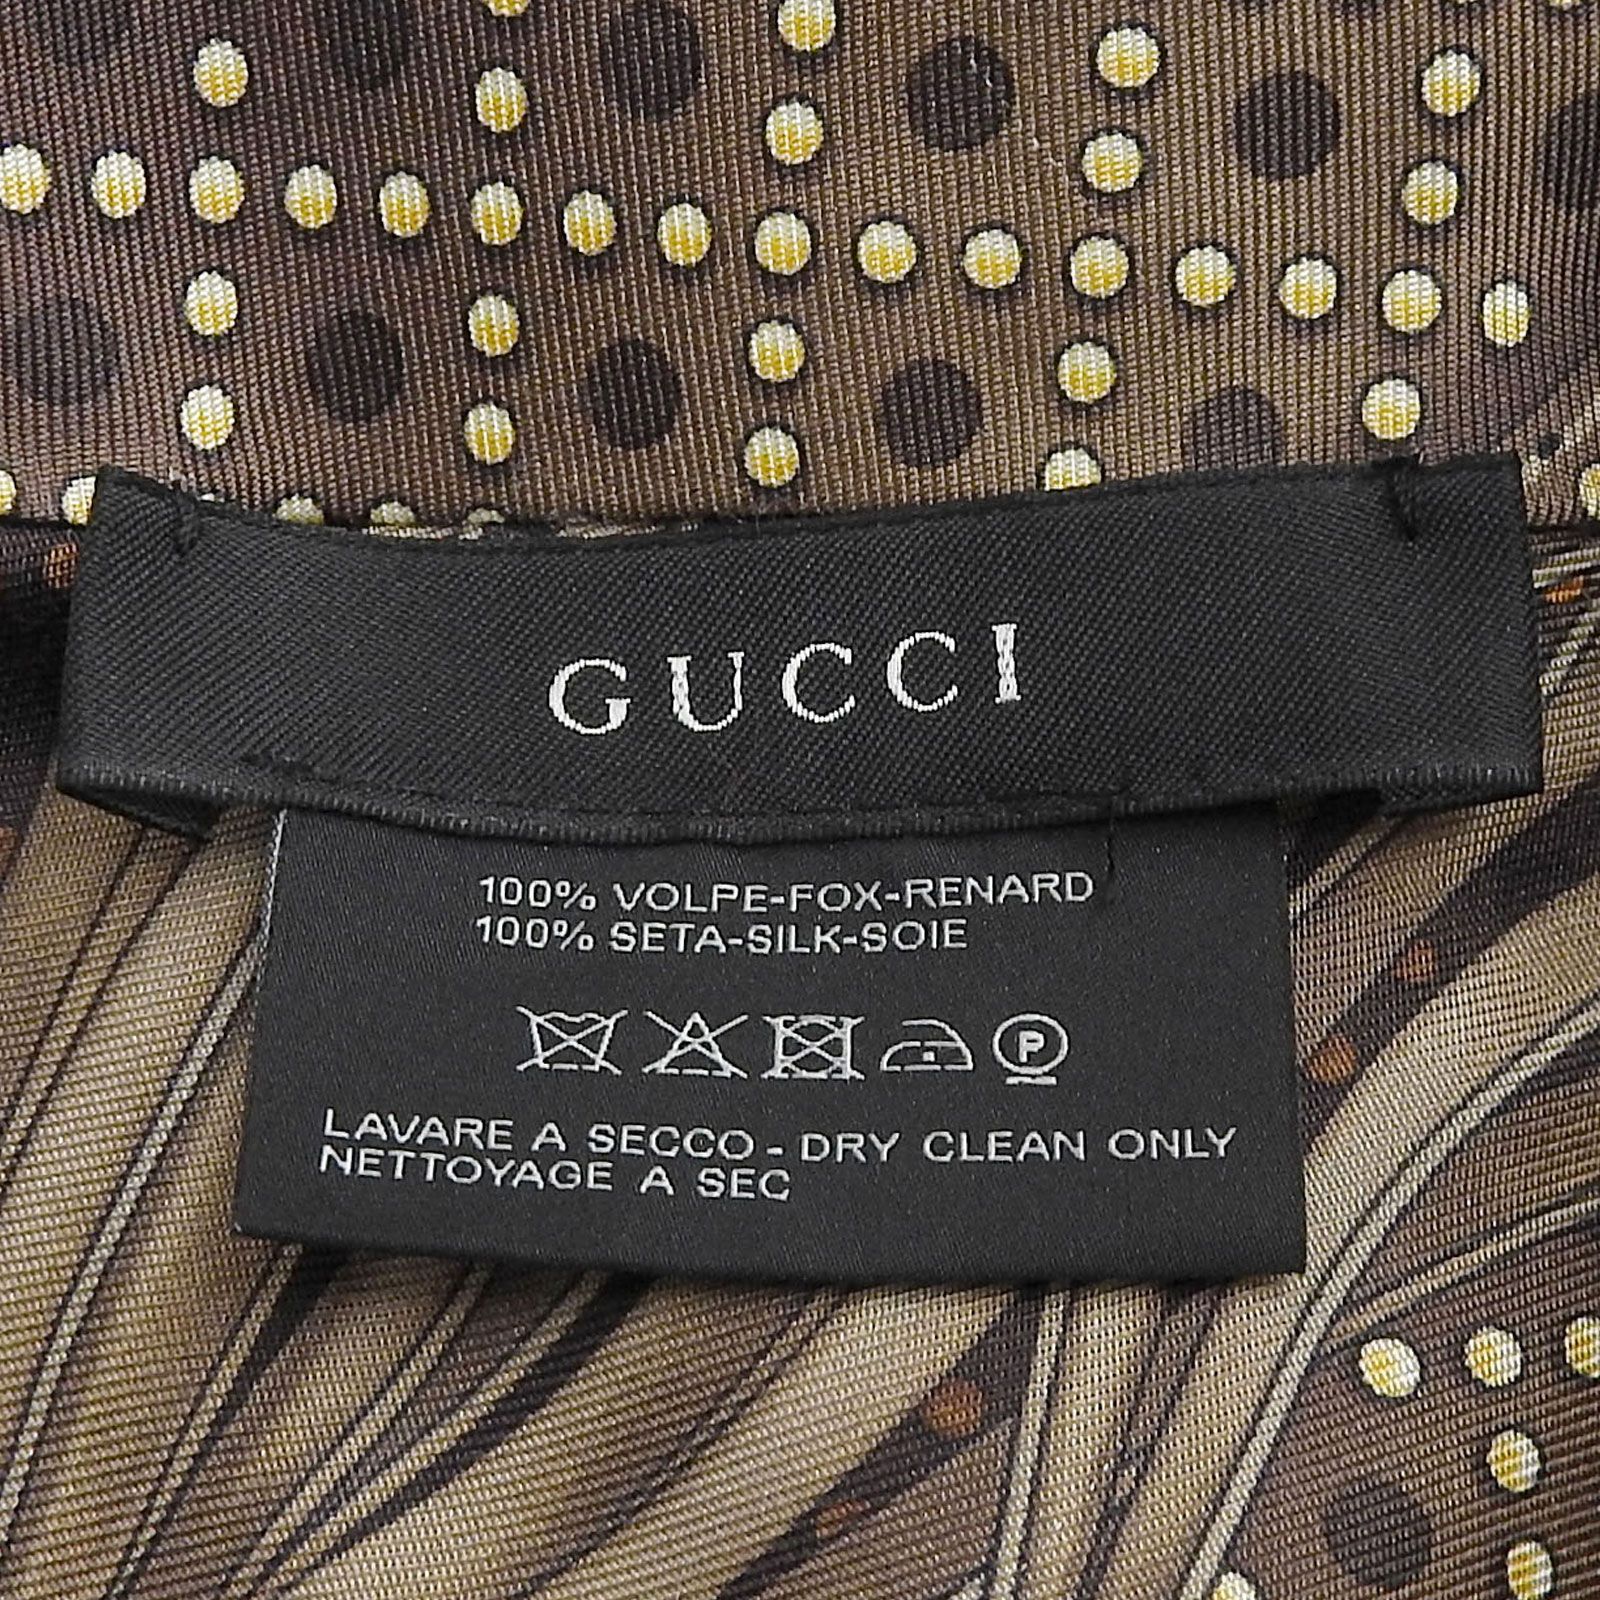 GUCCI
100% VOLPE-FOX-RENARD
100% SETA-SILK-SOIE
P
LAVARE A SECCO - DRY CLEAN ONLY
NETTOYAGE A SEC